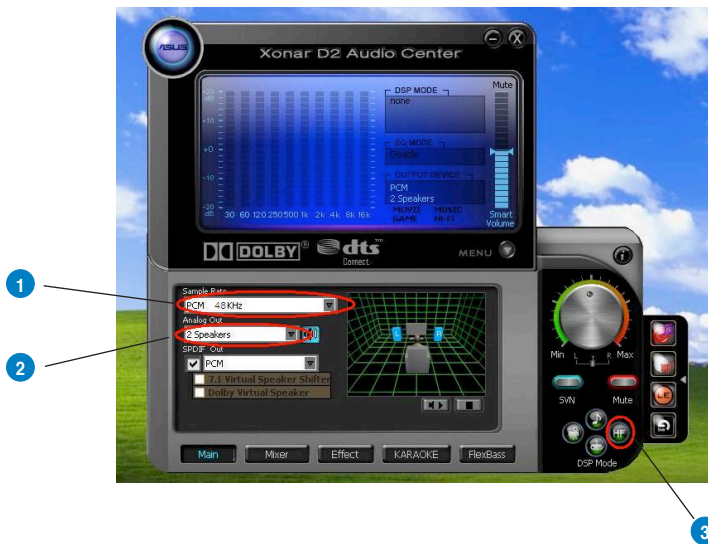 ASUS
Xonar D2 Audio Center
+20
dB
+10
+0
-10
-20
dB
30 60 120 250 500 1k 2k 4k 8k 16k
DSP MODE
none
EQ MODE
Disable
OUTPUT DEVICE
PCM
2 Speakers
MOVIE MUSIC
GAME HI-FI
Mute
Smart
Volume
DOLBY®
dts™
Connect
MENU
1
Sample Rate
PCM 48 KHz
Analog Out
2 Speakers
2
SPDIF Out
PCM
7.1 Virtual Speaker Shifter
Dolby Virtual Speaker
L
R
Main
Mixer
Effect
KARAOKE
FlexBass
i
Min L R Max
SVN
Mute
HF
DSP Mode
LE
3